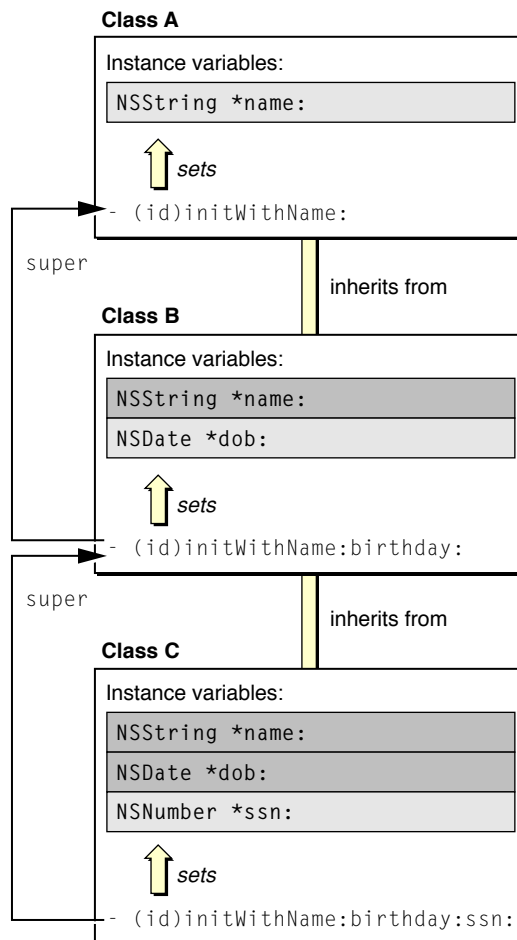 Class A
Instance variables:
NSString *name:
sets
- (id)initWithName:
super
inherits from
Class B
Instance variables:
NSString *name:
NSDate *dob:
sets
- (id)initWithName:birthday:
super
inherits from
Class C
Instance variables:
NSString *name:
NSDate *dob:
NSNumber *ssn:
sets
- (id)initWithName:birthday:ssn: